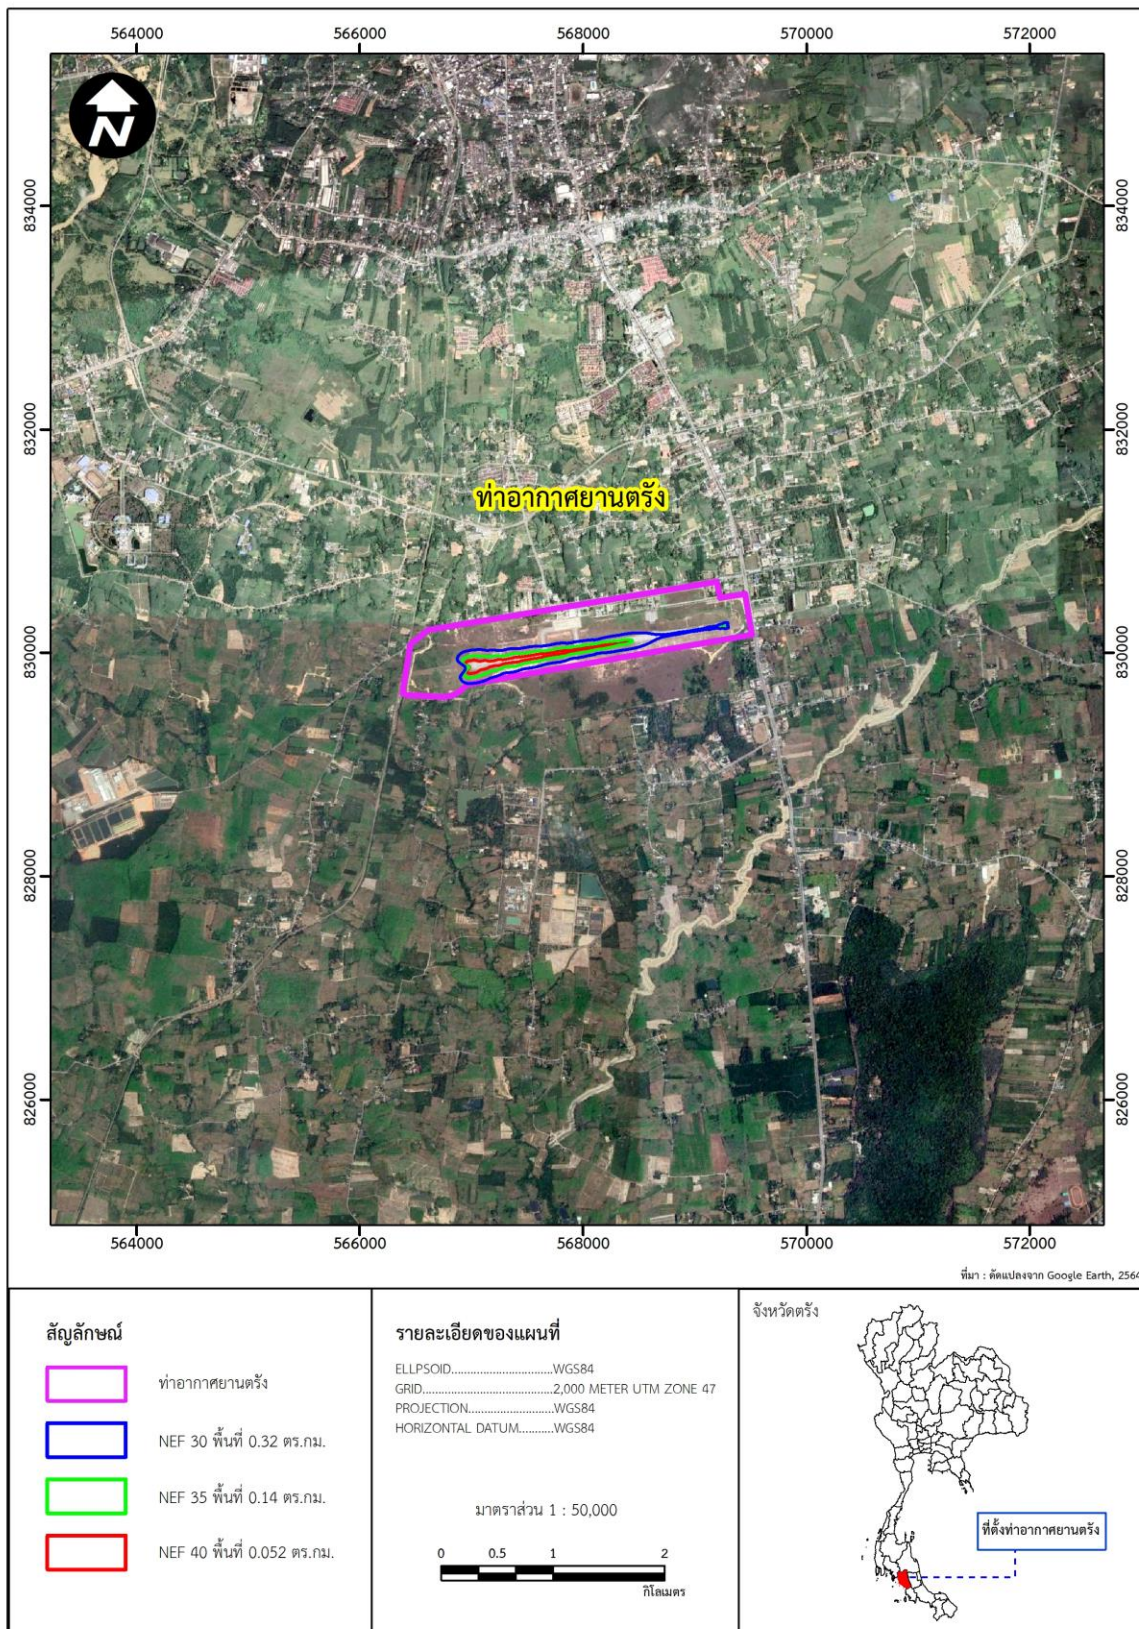 564000 566000 568000 570000 572000
N
834000 834000
832000 832000
ท่าอากาศยานตรัง
830000 830000
828000 828000
826000 826000
564000 566000 568000 570000 572000
ที่มา : ดัดแปลงจาก Google Earth, 2564
สัญลักษณ์
ท่าอากาศยานตรัง
NEF 30 พื้นที่ 0.32 ตร.กม.
NEF 35 พื้นที่ 0.14 ตร.กม.
NEF 40 พื้นที่ 0.052 ตร.กม.
รายละเอียดของแผนที่
ELLPSOID..............................WGS84
GRID.......................................2,000 METER UTM ZONE 47
PROJECTION.........................WGS84
HORIZONTAL DATUM..........WGS84
มาตราส่วน 1 : 50,000
0 0.5 1 2
กิโลเมตร
จังหวัดตรัง
ที่ตั้งท่าอากาศยานตรัง